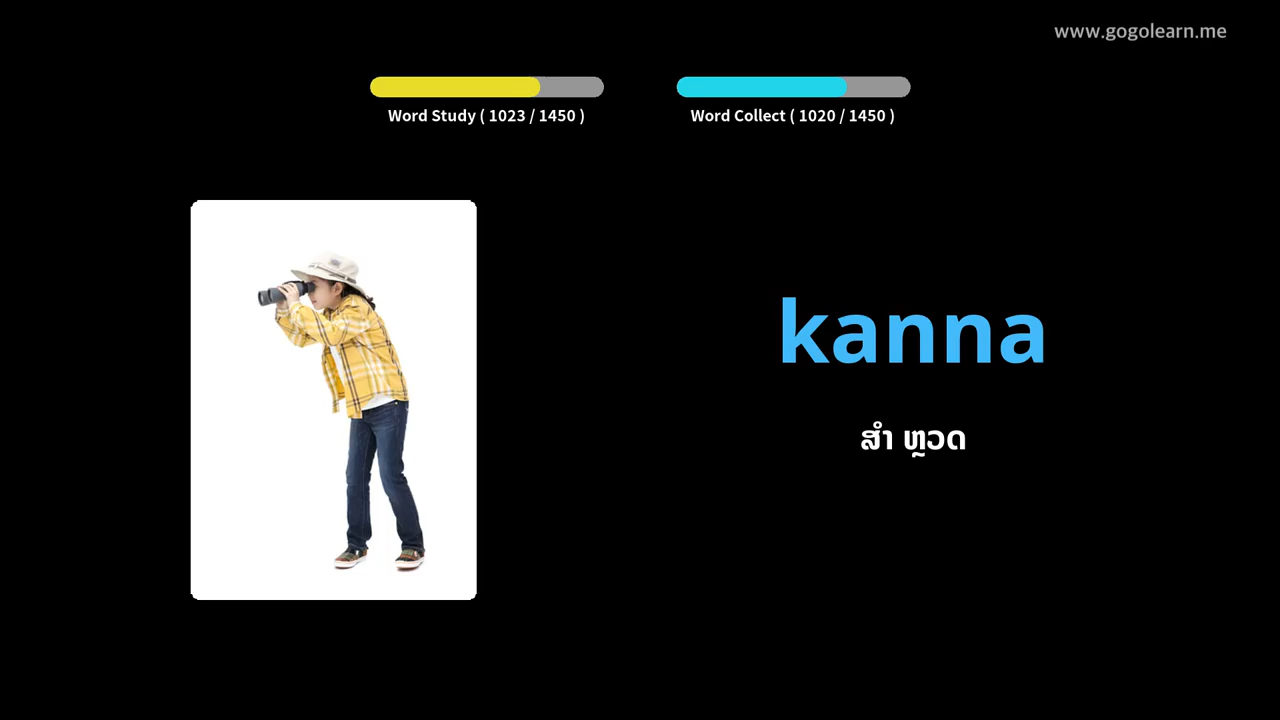 www.gogolearn.me
Word Study ( 1023 / 1450 )
Word Collect ( 1020 / 1450 )
kanna
ສຳ ຫຼວດ